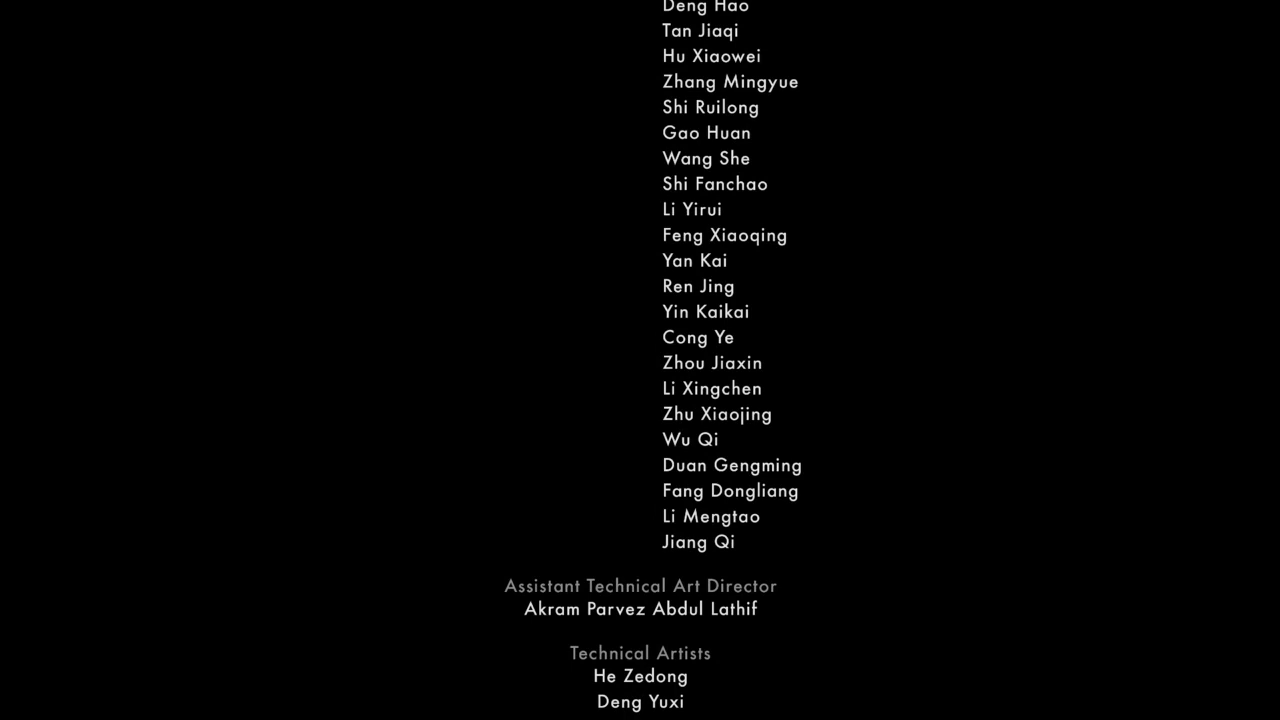 Deng Hao
Tan Jiaqi
Hu Xiaowei
Zhang Mingyue
Shi Ruilong
Gao Huan
Wang She
Shi Fanchao
Li Yirui
Feng Xiaoqing
Yan Kai
Ren Jing
Yin Kaikai
Cong Ye
Zhou Jiaxin
Li Xingchen
Zhu Xiaojing
Wu Qi
Duan Gengming
Fang Dongliang
Li Mengtao
Jiang Qi
Assistant Technical Art Director
Akram Parvez Abdul Lathif
Technical Artists
He Zedong
Deng Yuxi